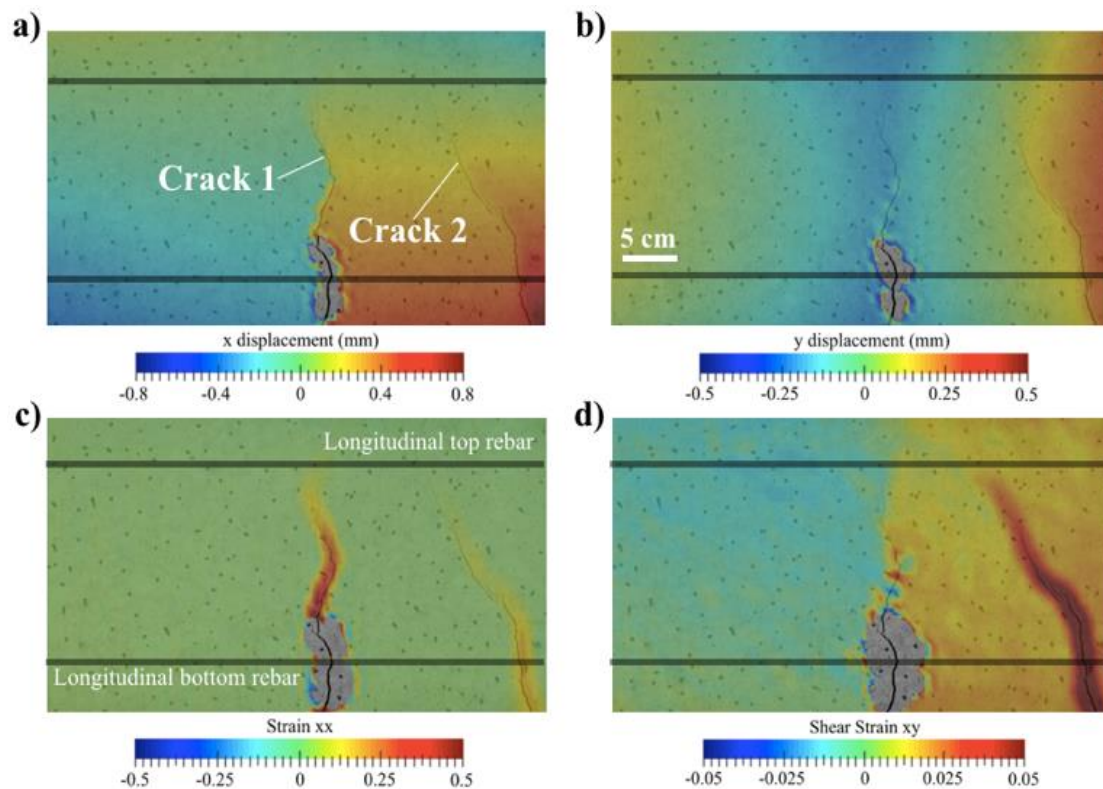 a)
b)
Crack 1
Crack 2
5 cm
x displacement (mm)
-0.8 -0.4 0 0.4 0.8
y displacement (mm)
-0.5 -0.25 0 0.25 0.5
c)
d)
Longitudinal top rebar
Longitudinal bottom rebar
Strain xx
-0.5 -0.25 0 0.25 0.5
Shear Strain xy
-0.05 -0.025 0 0.025 0.05